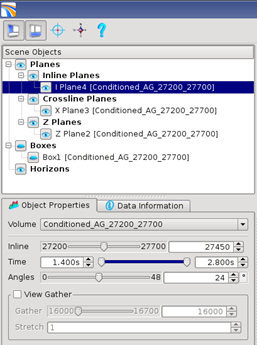 Scene Objects
Planes
Inline Planes
I Plane4 [Conditioned_AG_27200_27700]
Crossline Planes
X Plane3 [Conditioned_AG_27200_27700]
Z Planes
Z Plane2 [Conditioned_AG_27200_27700]
Boxes
Box1 [Conditioned_AG_27200_27700]
Horizons
Object Properties Data Information
Volume Conditioned_AG_27200_27700
Inline 27200 27700 27450
Time 1.400s 2.800s
Angles 0 48 24 °
View Gather
Gather 16000 16700 16000
Stretch 1